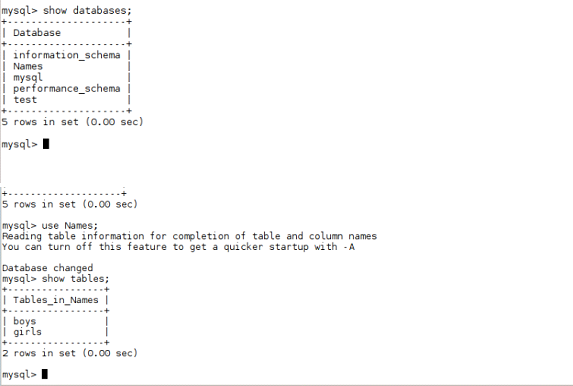 mysql> show databases;
+--------------------+
| Database           |
+--------------------+
| information_schema |
| Names              |
| mysql              |
| performance_schema |
| test               |
+--------------------+
5 rows in set (0.00 sec)
mysql>
+--------------------+
5 rows in set (0.00 sec)
mysql> use Names;
Reading table information for completion of table and column names
You can turn off this feature to get a quicker startup with -A
Database changed
mysql> show tables;
+-----------------+
| Tables_in_Names |
+-----------------+
| boys            |
| girls           |
+-----------------+
2 rows in set (0.00 sec)
mysql>